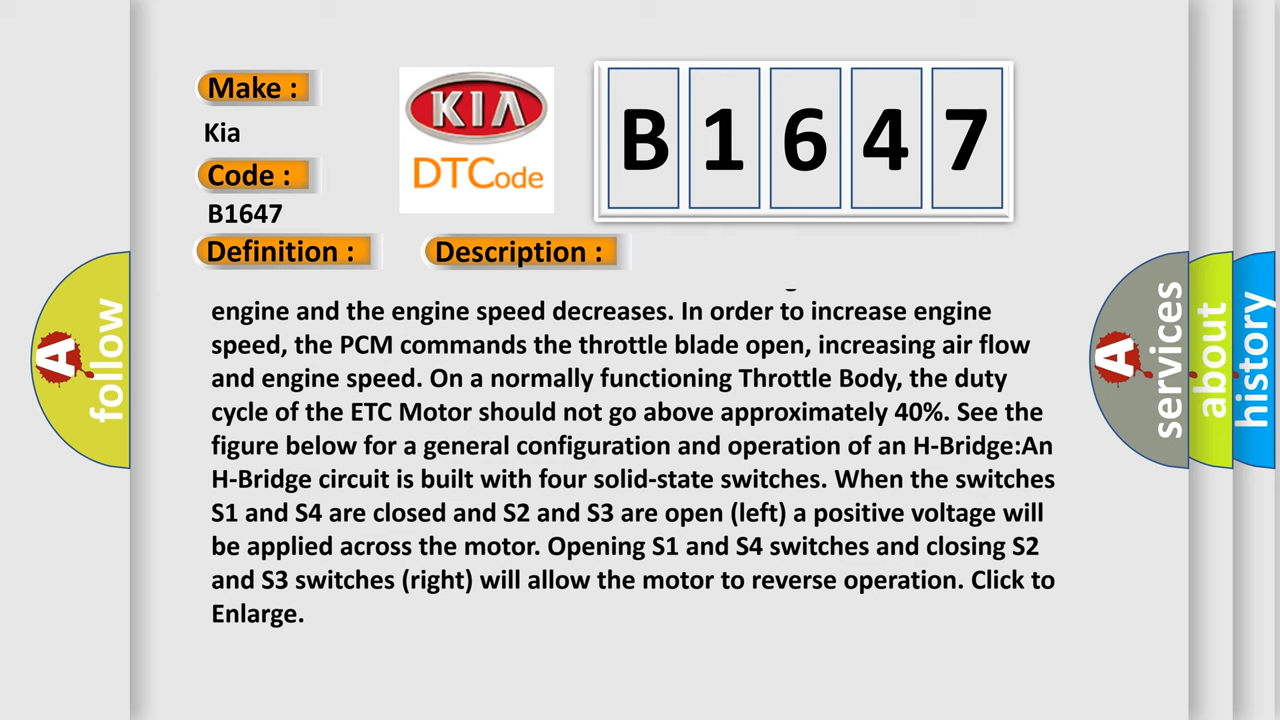 Make :
Kia
Code :
B1647
Definition :
Description :
KIA
DTCode
B1647
engine and the engine speed decreases. In order to increase engine
speed, the PCM commands the throttle blade open, increasing air flow
and engine speed. On a normally functioning Throttle Body, the duty
cycle of the ETC Motor should not go above approximately 40%. See the
figure below for a general configuration and operation of an H-Bridge:An
H-Bridge circuit is built with four solid-state switches. When the switches
S1 and S4 are closed and S2 and S3 are open (left) a positive voltage will
be applied across the motor. Opening S1 and S4 switches and closing S2
and S3 switches (right) will allow the motor to reverse operation. Click to
Enlarge.
A
follow
A
services
about
history